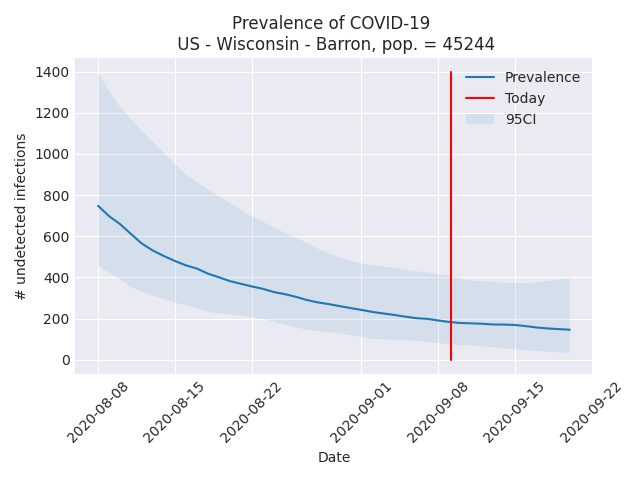 Prevalence of COVID-19
US - Wisconsin - Barron, pop. = 45244
1400
1200
1000
800
600
400
200
0
# undetected infections
Prevalence
Today
95CI
2020-08-08
2020-08-15
2020-08-22
2020-09-01
2020-09-08
2020-09-15
2020-09-22
Date